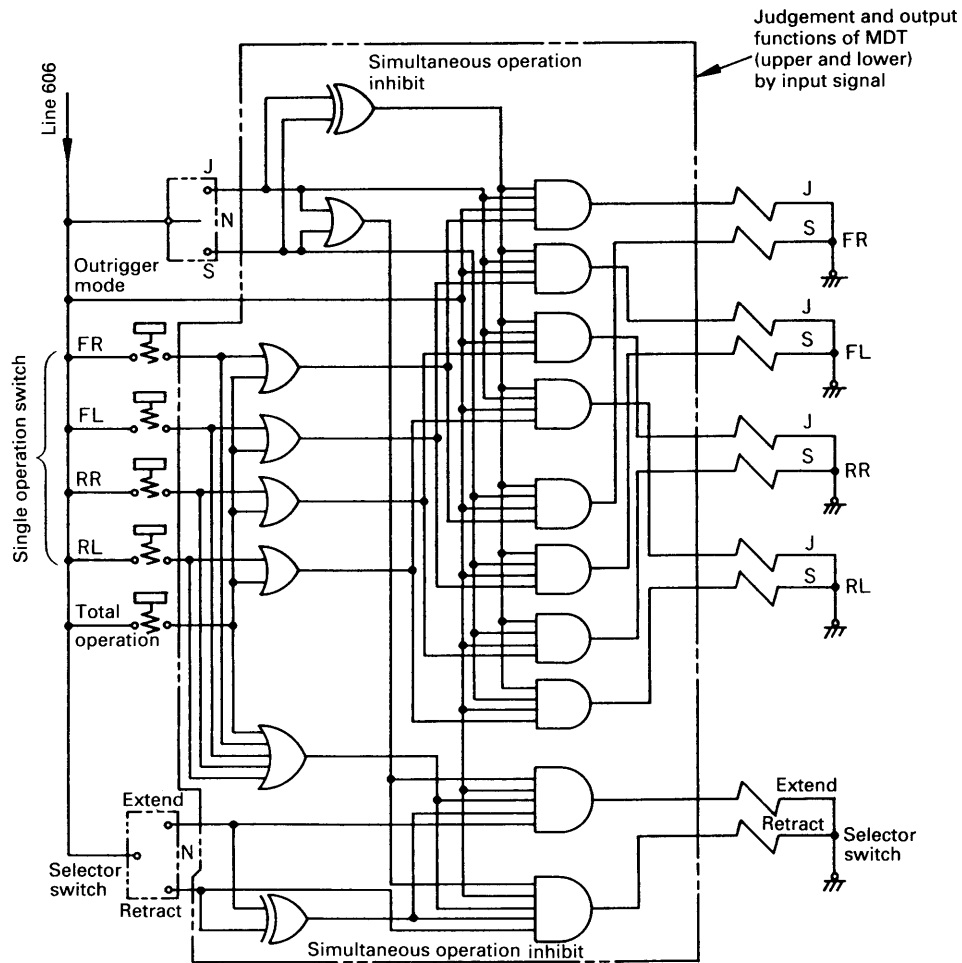 Judgement and output
functions of MDT
(upper and lower)
by input signal
Simultaneous operation
inhibit
Line 606
J
N
S
Outrigger
mode
Single operation switch
FR
FL
RR
RL
Total
operation
J
S
FR
J
S
FL
J
S
RR
J
S
RL
Extend
N
Selector
switch
Retract
Extend
Retract
Selector
switch
Simultaneous operation inhibit